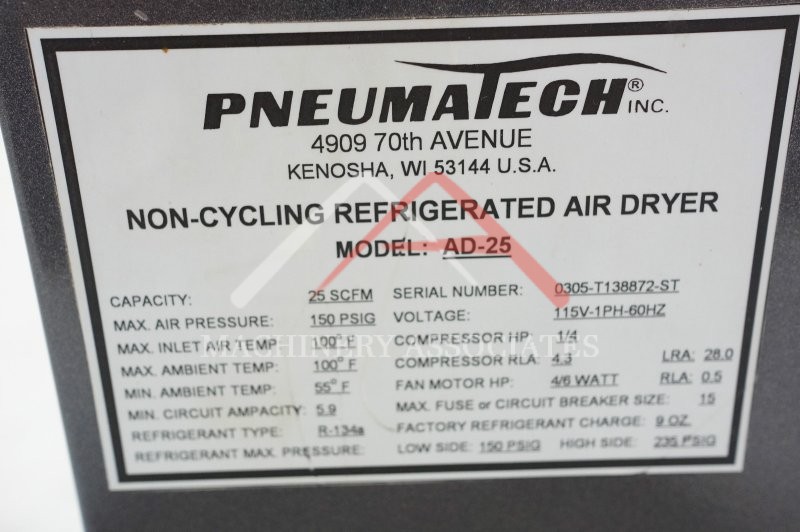 PNEUMATECH® INC.
4909 70th AVENUE
KENOSHA, WI 53144 U.S.A.
NON-CYCLING REFRIGERATED AIR DRYER
MODEL: AD-25
CAPACITY: 25 SCFM SERIAL NUMBER: 0305-T138872-ST
MAX. AIR PRESSURE: 150 PSIG VOLTAGE: 115V-1PH-60HZ
MAX. INLET AIR TEMP 100° F COMPRESSOR HP: 1/4
MACHINERY ASSOCIATES
MAX. AMBIENT TEMP: 100° F COMPRESSOR RLA: 4.3 LRA: 28.0
MIN. AMBIENT TEMP: 55° F FAN MOTOR HP: 4/6 WATT RLA: 0.5
MIN. CIRCUIT AMPACITY: 5.9 MAX. FUSE or CIRCUIT BREAKER SIZE: 15
REFRIGERANT TYPE: R-134a FACTORY REFRIGERANT CHARGE: 9 OZ.
REFRIGERANT MAX. PRESSURE: LOW SIDE: 150 PSIG HIGH SIDE: 235 PSIG